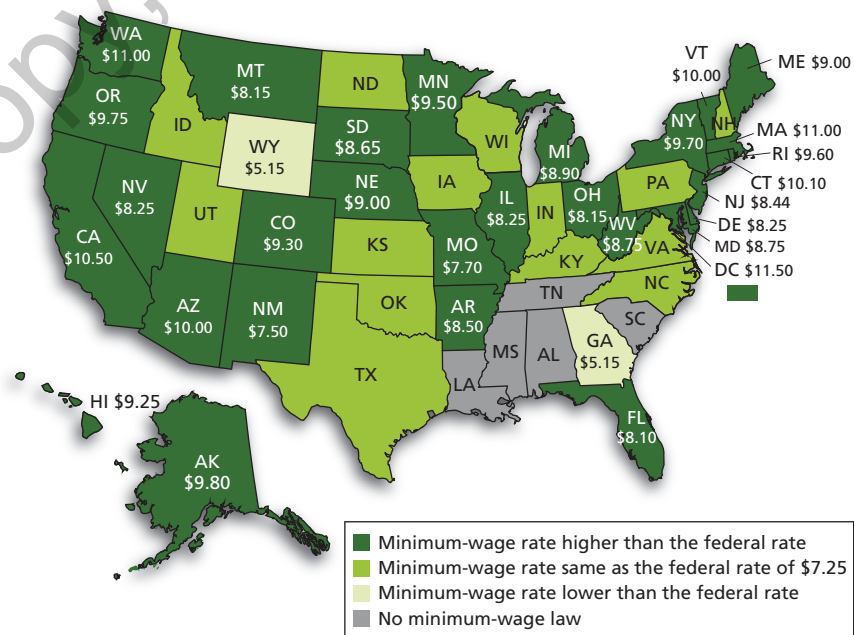 opy,
WA
$11.00
OR
$9.75
CA
$10.50
NV
$8.25
ID
MT
$8.15
WY
$5.15
UT
AZ
$10.00
CO
$9.30
NM
$7.50
ND
SD
$8.65
NE
$9.00
KS
OK
TX
MN
$9.50
IA
MO
$7.70
AR
$8.50
LA
WI
IL
$8.25
MI
$8.90
IN
OH
$8.15
KY
TN
MS
AL
GA
$5.15
FL
$8.10
SC
NC
VA
WV
$8.75
PA
NY
$9.70
VT
$10.00
NH
ME $9.00
MA $11.00
RI $9.60
CT $10.10
NJ $8.44
DE $8.25
MD $8.75
DC $11.50
HI $9.25
AK
$9.80
Minimum-wage rate higher than the federal rate
Minimum-wage rate same as the federal rate of $7.25
Minimum-wage rate lower than the federal rate
No minimum-wage law